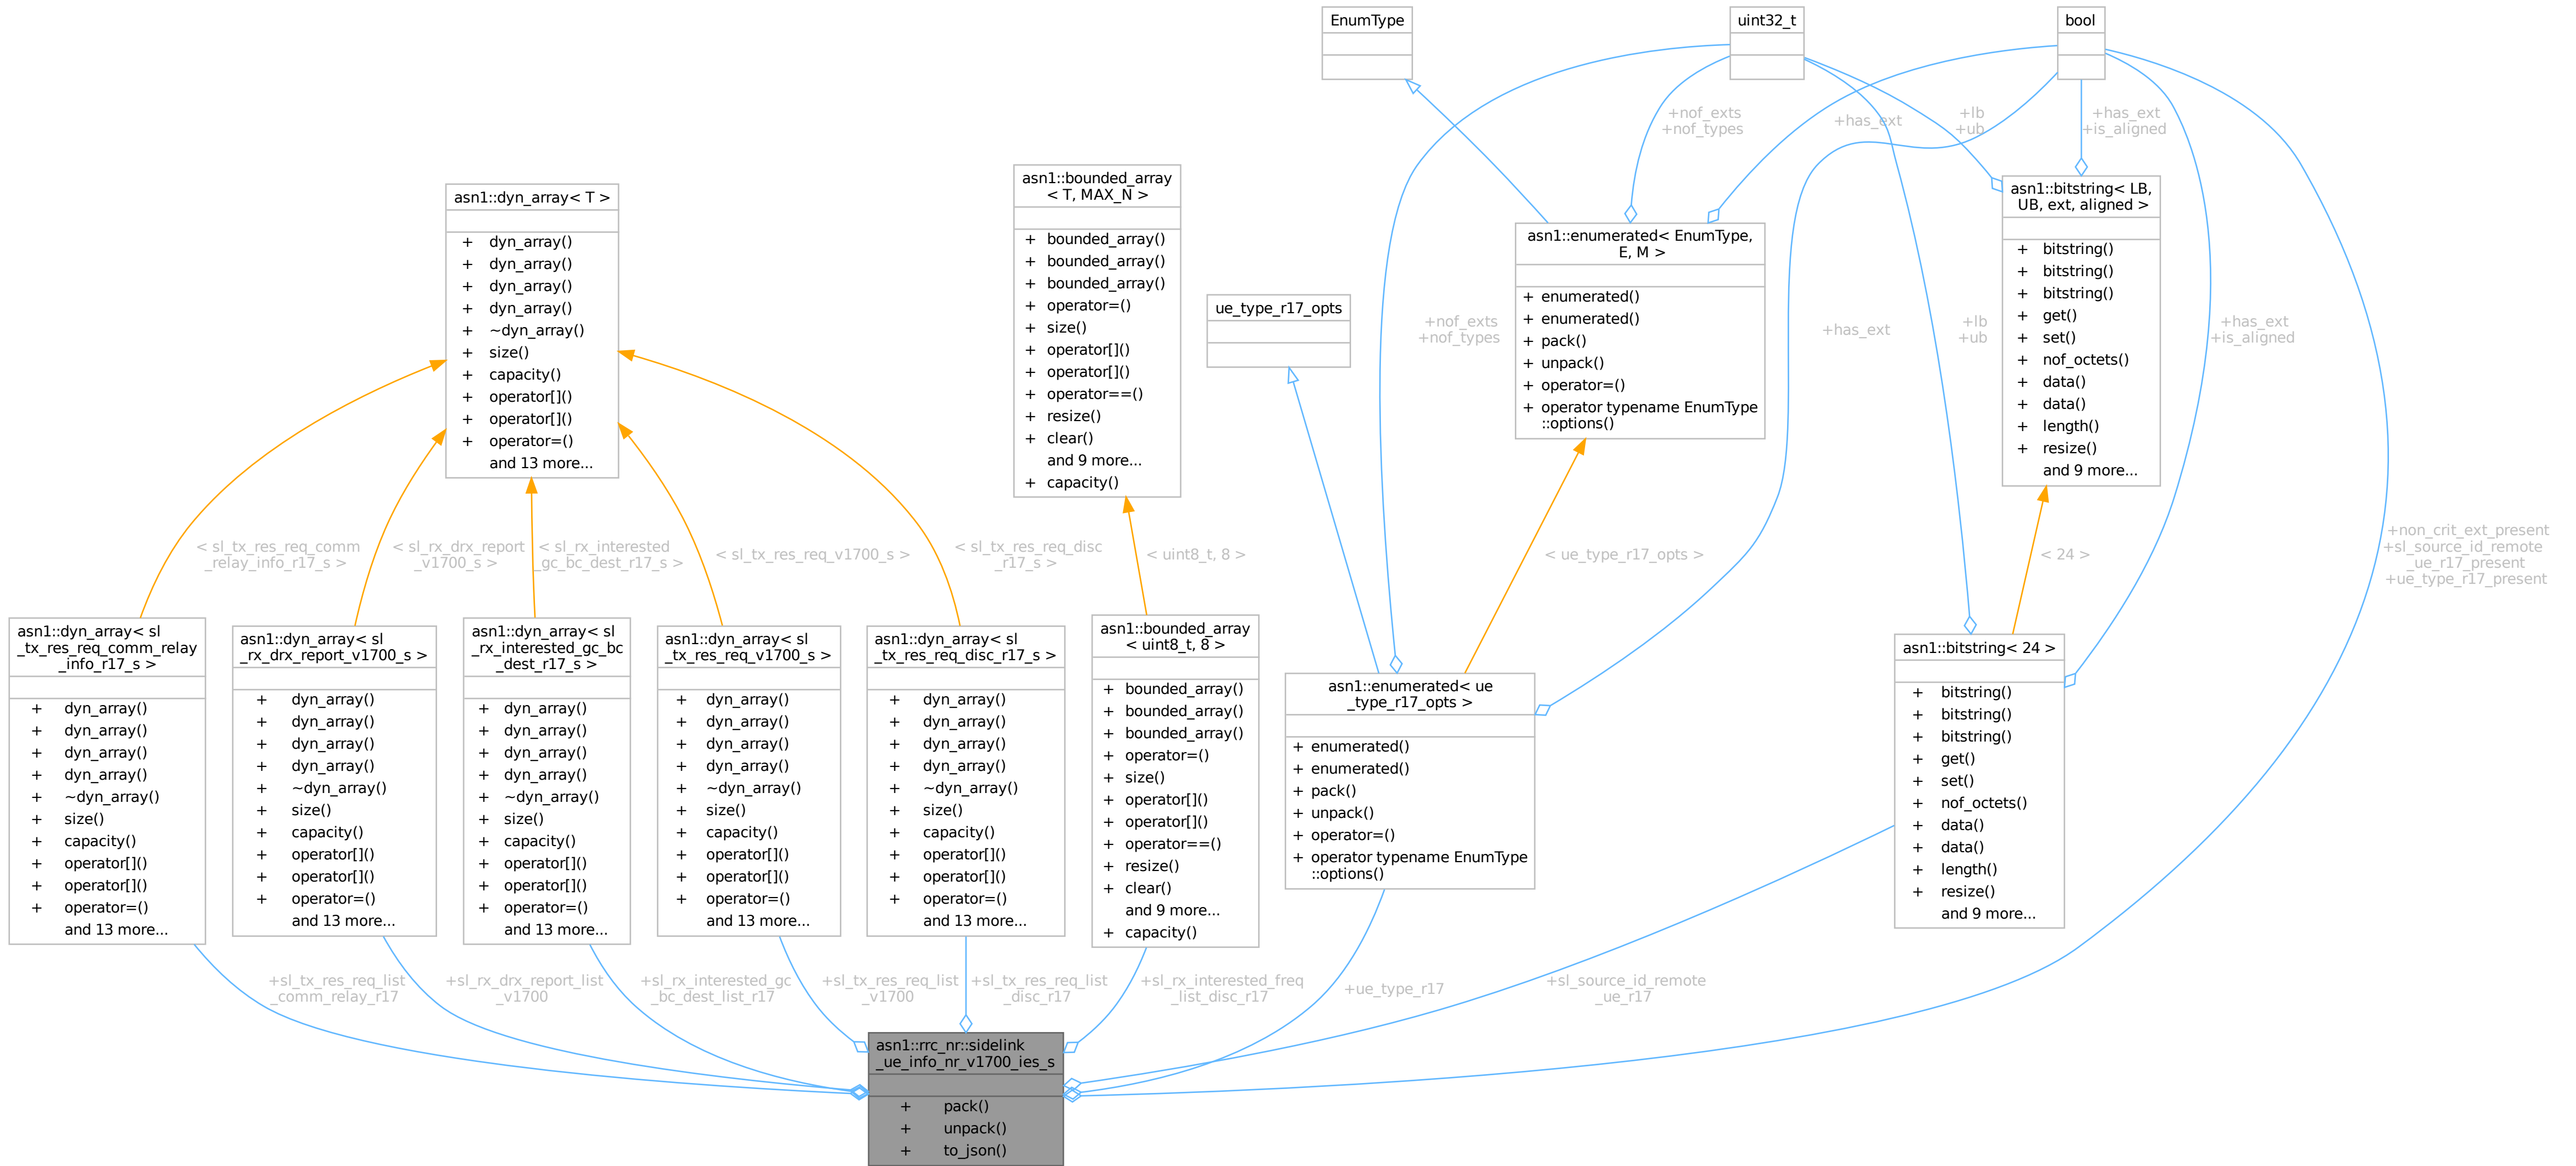 EnumType
uint32_t
bool
+nof_exts
+nof_types
+has_ext
+lb
+ub
+has_ext
+is_aligned
asn1::dyn_array< T >
+ dyn_array()
+ dyn_array()
+ dyn_array()
+ dyn_array()
+ ~dyn_array()
+ size()
+ capacity()
+ operator[]()
+ operator[]()
+ operator=()
and 13 more...
asn1::bounded_array
< T, MAX_N >
+ bounded_array()
+ bounded_array()
+ bounded_array()
+ operator=()
+ size()
+ operator[]()
+ operator[]()
+ operator==()
+ resize()
+ clear()
and 9 more...
+ capacity()
ue_type_r17_opts
asn1::enumerated< EnumType,
E, M >
+ enumerated()
+ enumerated()
+ pack()
+ unpack()
+ operator=()
+ operator typename EnumType
::options()
asn1::bitstring< LB,
UB, ext, aligned >
+ bitstring()
+ bitstring()
+ bitstring()
+ get()
+ set()
+ nof_octets()
+ data()
+ data()
+ length()
+ resize()
and 9 more...
+nof_exts
+nof_types
+has_ext
+lb
+ub
+has_ext
+is_aligned
< sl_tx_res_req_comm
_relay_info_r17_s >
< sl_rx_drx_report
_v1700_s >
< sl_rx_interested
_gc_bc_dest_r17_s >
< sl_tx_res_req_v1700_s >
< sl_tx_res_req_disc
_r17_s >
< uint8_t, 8 >
< ue_type_r17_opts >
< 24 >
+non_crit_ext_present
+sl_source_id_remote
_ue_r17_present
+ue_type_r17_present
asn1::dyn_array< sl
_tx_res_req_comm_relay
_info_r17_s >
+ dyn_array()
+ dyn_array()
+ dyn_array()
+ dyn_array()
+ ~dyn_array()
+ size()
+ capacity()
+ operator[]()
+ operator[]()
+ operator=()
and 13 more...
asn1::dyn_array< sl
_rx_drx_report_v1700_s >
+ dyn_array()
+ dyn_array()
+ dyn_array()
+ dyn_array()
+ ~dyn_array()
+ size()
+ capacity()
+ operator[]()
+ operator[]()
+ operator=()
and 13 more...
asn1::dyn_array< sl
_rx_interested_gc_bc
_dest_r17_s >
+ dyn_array()
+ dyn_array()
+ dyn_array()
+ dyn_array()
+ ~dyn_array()
+ size()
+ capacity()
+ operator[]()
+ operator[]()
+ operator=()
and 13 more...
asn1::dyn_array< sl
_tx_res_req_v1700_s >
+ dyn_array()
+ dyn_array()
+ dyn_array()
+ dyn_array()
+ ~dyn_array()
+ size()
+ capacity()
+ operator[]()
+ operator[]()
+ operator=()
and 13 more...
asn1::dyn_array< sl
_tx_res_req_disc_r17_s >
+ dyn_array()
+ dyn_array()
+ dyn_array()
+ dyn_array()
+ ~dyn_array()
+ size()
+ capacity()
+ operator[]()
+ operator[]()
+ operator=()
and 13 more...
asn1::bounded_array
< uint8_t, 8 >
+ bounded_array()
+ bounded_array()
+ bounded_array()
+ operator=()
+ size()
+ operator[]()
+ operator[]()
+ operator==()
+ resize()
+ clear()
and 9 more...
+ capacity()
asn1::enumerated< ue
_type_r17_opts >
+ enumerated()
+ enumerated()
+ pack()
+ unpack()
+ operator=()
+ operator typename EnumType
::options()
asn1::bitstring< 24 >
+ bitstring()
+ bitstring()
+ bitstring()
+ get()
+ set()
+ nof_octets()
+ data()
+ data()
+ length()
+ resize()
and 9 more...
+sl_tx_res_req_list
_comm_relay_r17
+sl_rx_drx_report_list
_v1700
+sl_rx_interested_gc
_bc_dest_list_r17
+sl_tx_res_req_list
_v1700
+sl_tx_res_req_list
_disc_r17
+sl_rx_interested_freq
_list_disc_r17
+ue_type_r17
+sl_source_id_remote
_ue_r17
asn1::rrc_nr::sidelink
_ue_info_nr_v1700_ies_s
+ pack()
+ unpack()
+ to_json()